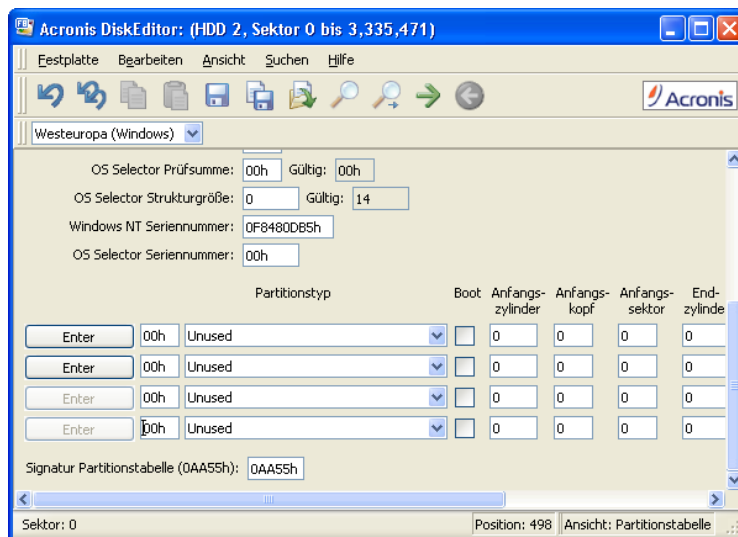 Acronis DiskEditor: (HDD 2, Sektor 0 bis 3,335,471)
Festplatte Bearbeiten Ansicht Suchen Hilfe
Acronis
Westeuropa (Windows)
OS Selector Prüfsumme: 00h Gültig: 00h
OS Selector Strukturgröße: 0 Gültig: 14
Windows NT Seriennummer: 0F8480DB5h
OS Selector Seriennummer: 00h
Partitionstyp Boot Anfangs- Anfangs- Anfangs- End-
zylinder kopf sektor zylinde
Enter 00h Unused 0 0 0 0
Enter 00h Unused 0 0 0 0
Enter 00h Unused 0 0 0 0
Enter 00h Unused 0 0 0 0
Signatur Partitionstabelle (0AA55h): 0AA55h
Sektor: 0 Position: 498 Ansicht: Partitionstabelle